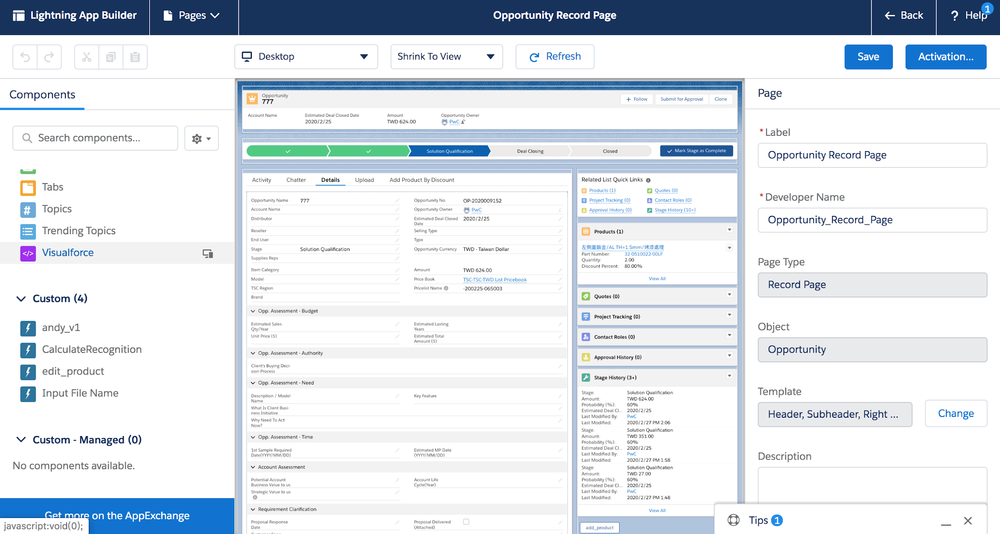 Lightning App Builder
Pages
Opportunity Record Page
Back
? Help
1
Desktop
Shrink To View
Refresh
Save
Activation...
Components
Search components...
Tabs
# Topics
Trending Topics
</> Visualforce
Custom (4)
andy_v1
CalculateRecognition
edit_product
Input File Name
Custom - Managed (0)
No components available.
Get more on the AppExchange
javascript:void(0);
Opportunity
777
+ Follow
Submit for Approval
Clone
Account Name
Estimated Deal Closed Date
2020/2/25
Amount
TWD 624.00
Opportunity Owner
PwC
Solution Qualification
Deal Closing
Closed
Mark Stage as Complete
Activity
Chatter
Details
Upload
Add Product By Discount
Opportunity Name 777
Opportunity No. OP-2020009152
Account Name
Opportunity Owner PwC
Distributor
Estimated Deal Closed Date 2020/2/25
Reseller
Selling Type
End User
Type
Stage Solution Qualification
Opportunity Currency TWD - Taiwan Dollar
Supplies Reps
Item Category
Amount TWD 624.00
Model
Price Book TSC-TSC-TWD List Pricebook
TSC Region
Pricelist Name -200225-065003
Brand
Opp. Assessment - Budget
Estimated Sales
Qty/Year
Estimated Lasting
Years
Unit Price ($)
Estimated Total
Amount ($)
Opp. Assessment - Authority
Client's Buying Deci-
sion Process
Opp. Assessment - Need
Description / Model
Name
Key Feature
What Is Client Busi-
ness Initiative
Why Need To Act
Now?
Opp. Assessment - Time
1st Sample Required
Date(YYYY/MM/DD)
Estimated MP Date
(YYYY/MM/DD)
Account Assessment
Potential Account
Business Value to us
Account Life
Cycle(Year)
Strategic Value to us
Requirement Clarification
Proposal Response
Date
Proposal Delivered
(Attached)
Related List Quick Links
Products (1)
Quotes (0)
Project Tracking (0)
Contact Roles (0)
Approval History (0)
Stage History (10+)
Products (1)
左側蓋鈑金/AL TH=1.5mm/烤漆處理
Part Number: 32-0510022-00LF
Quantity: 2.00
Discount Percent: 80.00%
View All
Quotes (0)
Project Tracking (0)
Contact Roles (0)
Approval History (0)
Stage History (3+)
Stage: Solution Qualification
Amount: TWD 624.00
Probability (%): 60%
Estimated Deal Cl... 2020/2/25
Last Modified By: PwC
Last Modified: 2020/2/27 PM 2:06
Stage: Solution Qualification
Amount: TWD 351.00
Probability (%): 60%
Estimated Deal Cl... 2020/2/25
Last Modified By: PwC
Last Modified: 2020/2/27 PM 1:58
Stage: Solution Qualification
Amount: TWD 27.00
Probability (%): 60%
Estimated Deal Cl... 2020/2/25
Last Modified By: PwC
Last Modified: 2020/2/27 PM 1:48
View All
add_product
Page
*Label
Opportunity Record Page
*Developer Name
Opportunity_Record_Page
Page Type
Record Page
Object
Opportunity
Template
Header, Subheader, Right ...
Change
Description
Tips 1